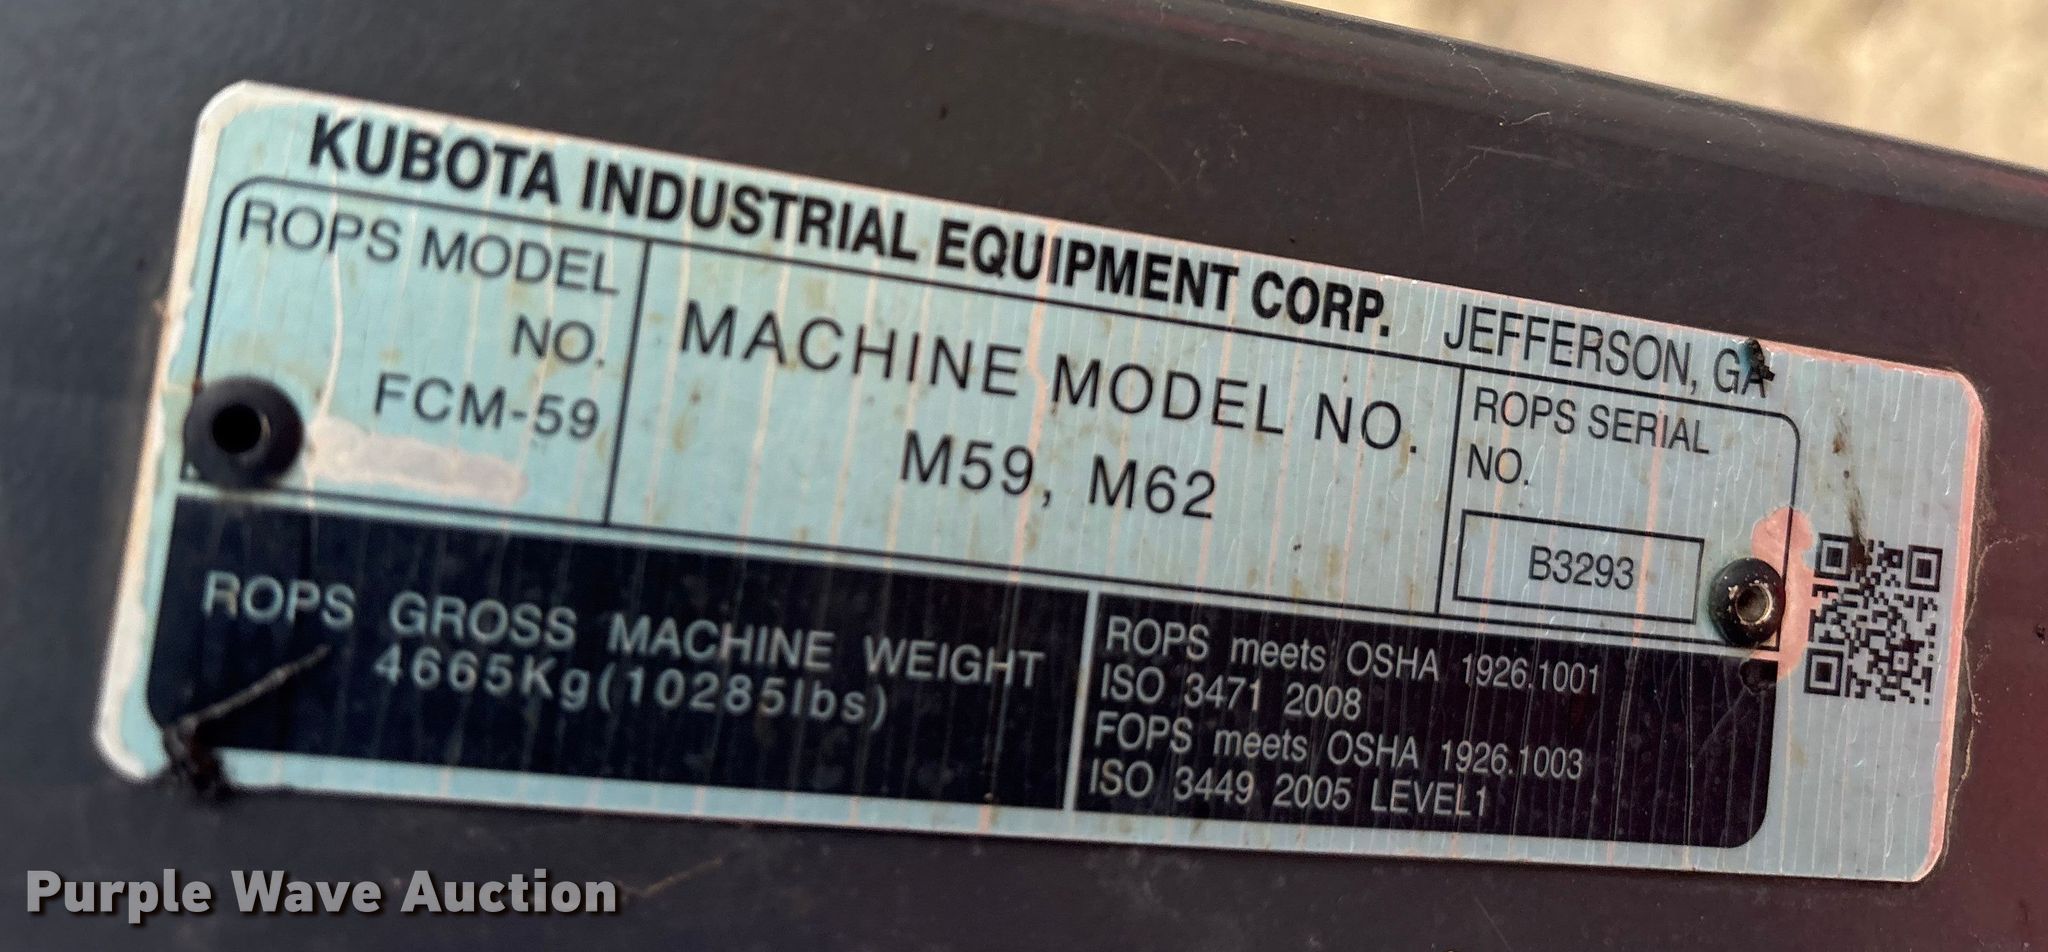 KUBOTA INDUSTRIAL EQUIPMENT CORP. JEFFERSON, GA
ROPS MODEL
NO.
FCM-59
MACHINE MODEL NO.
M59, M62
ROPS SERIAL
NO.
B3293
ROPS GROSS MACHINE WEIGHT
4665Kg(10285lbs)
ROPS meets OSHA 1926.1001
ISO 3471 2008
FOPS meets OSHA 1926.1003
ISO 3449 2005 LEVEL1
Purple Wave Auction